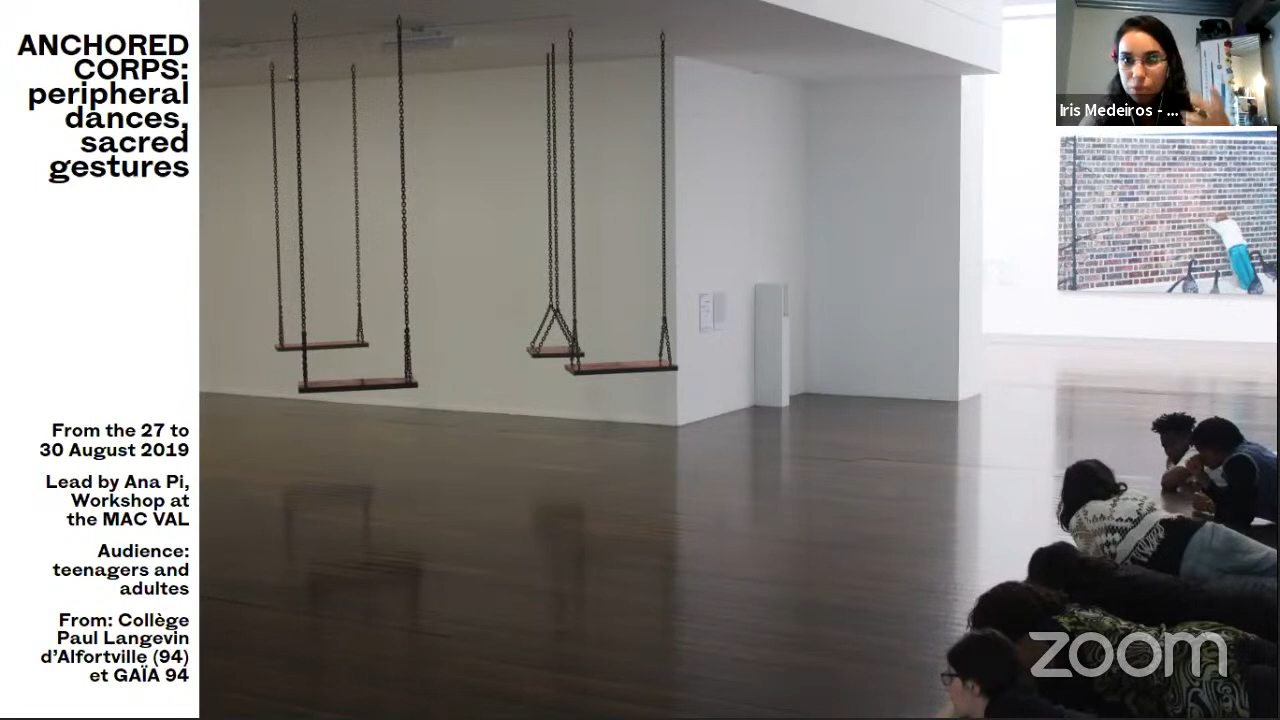 ANCHORED
CORPS:
peripheral
dances,
sacred
gestures
From the 27 to
30 August 2019
Lead by Ana Pi,
Workshop at
the MAC VAL
Audience:
teenagers and
adultes
From: Collège
Paul Langevin
d'Alfortville (94)
et GAÏA 94
Iris Medeiros - ...
zoom